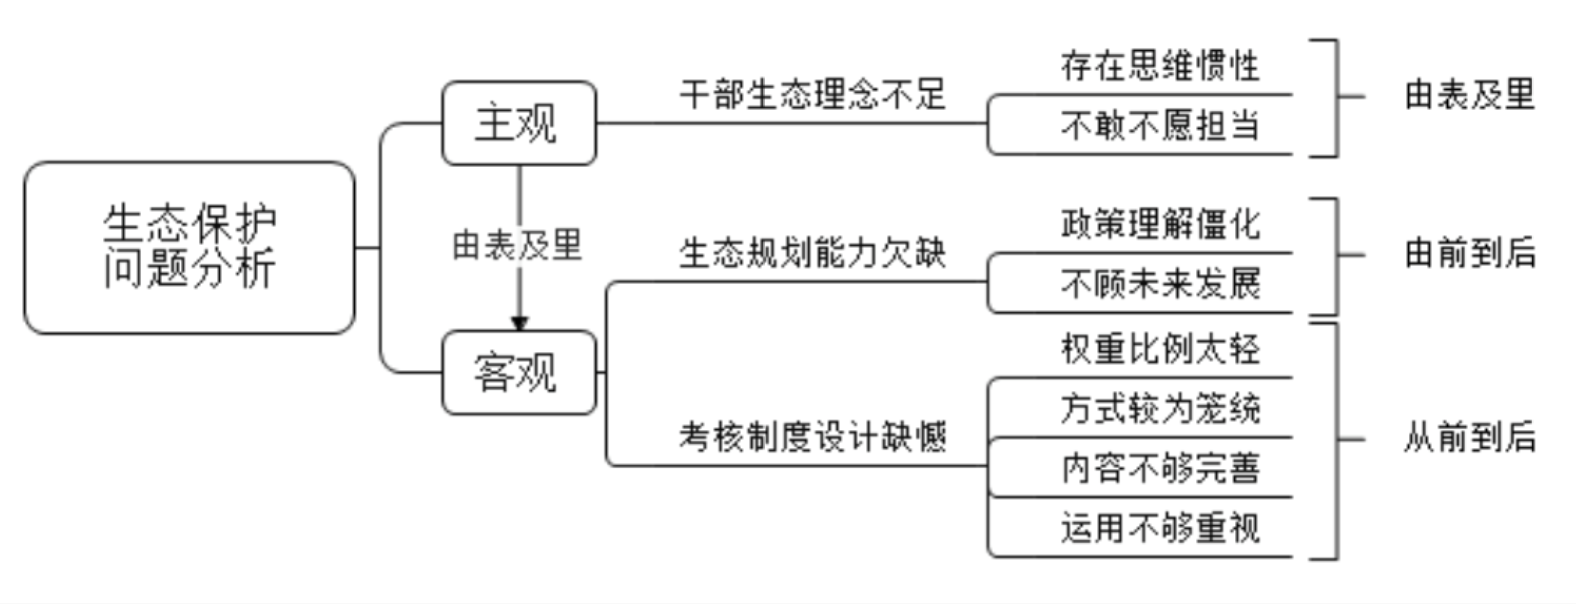 生态保护
问题分析
主观
由表及里
客观
干部生态理念不足
存在思维惯性
不敢不愿担当
由表及里
生态规划能力欠缺
政策理解僵化
不顾未来发展
由前到后
考核制度设计缺憾
权重比例太轻
方式较为笼统
内容不够完善
运用不够重视
从前到后